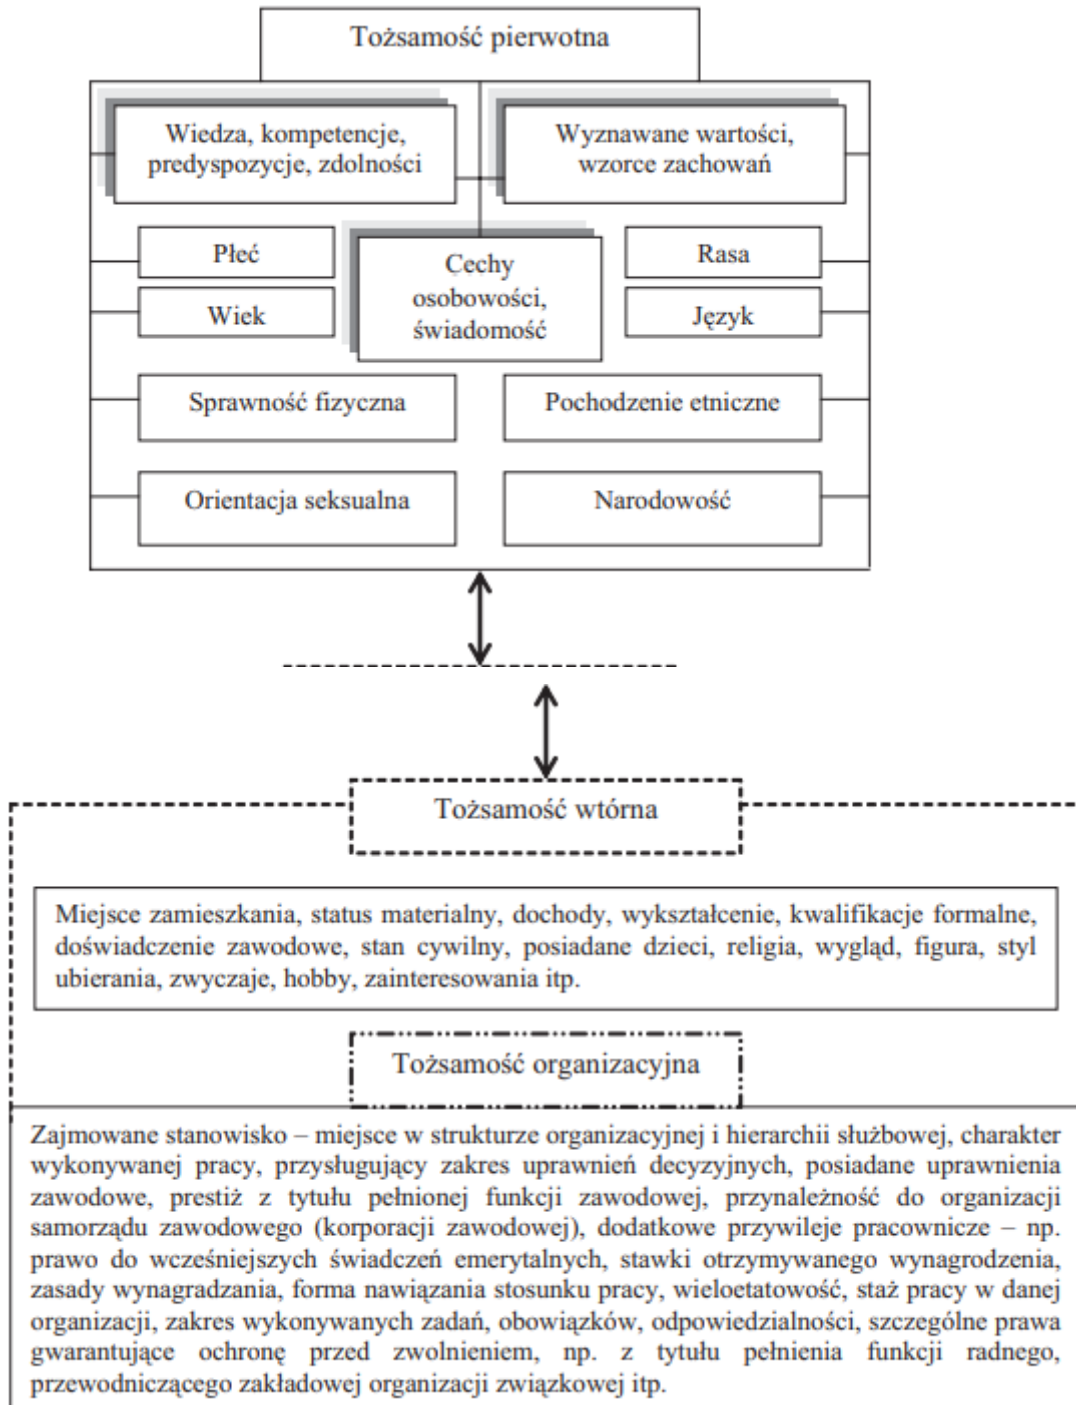 Tożsamość pierwotna
Wiedza, kompetencje,
predyspozycje, zdolności
Wyznawane wartości,
wzorce zachowań
Płeć
Cechy
osobowości,
świadomość
Rasa
Wiek
Język
Sprawność fizyczna
Pochodzenie etniczne
Orientacja seksualna
Narodowość
Tożsamość wtórna
Miejsce zamieszkania, status materialny, dochody, wykształcenie, kwalifikacje formalne,
doświadczenie zawodowe, stan cywilny, posiadane dzieci, religia, wygląd, figura, styl
ubierania, zwyczaje, hobby, zainteresowania itp.
Tożsamość organizacyjna
Zajmowane stanowisko – miejsce w strukturze organizacyjnej i hierarchii służbowej, charakter
wykonywanej pracy, przysługujący zakres uprawnień decyzyjnych, posiadane uprawnienia
zawodowe, prestiż z tytułu pełnionej funkcji zawodowej, przynależność do organizacji
samorządu zawodowego (korporacji zawodowej), dodatkowe przywileje pracownicze – np.
prawo do wcześniejszych świadczeń emerytalnych, stawki otrzymywanego wynagrodzenia,
zasady wynagradzania, forma nawiązania stosunku pracy, wieloetatowość, staż pracy w danej
organizacji, zakres wykonywanych zadań, obowiązków, odpowiedzialności, szczególne prawa
gwarantujące ochronę przed zwolnieniem, np. z tytułu pełnienia funkcji radnego,
przewodniczącego zakładowej organizacji związkowej itp.